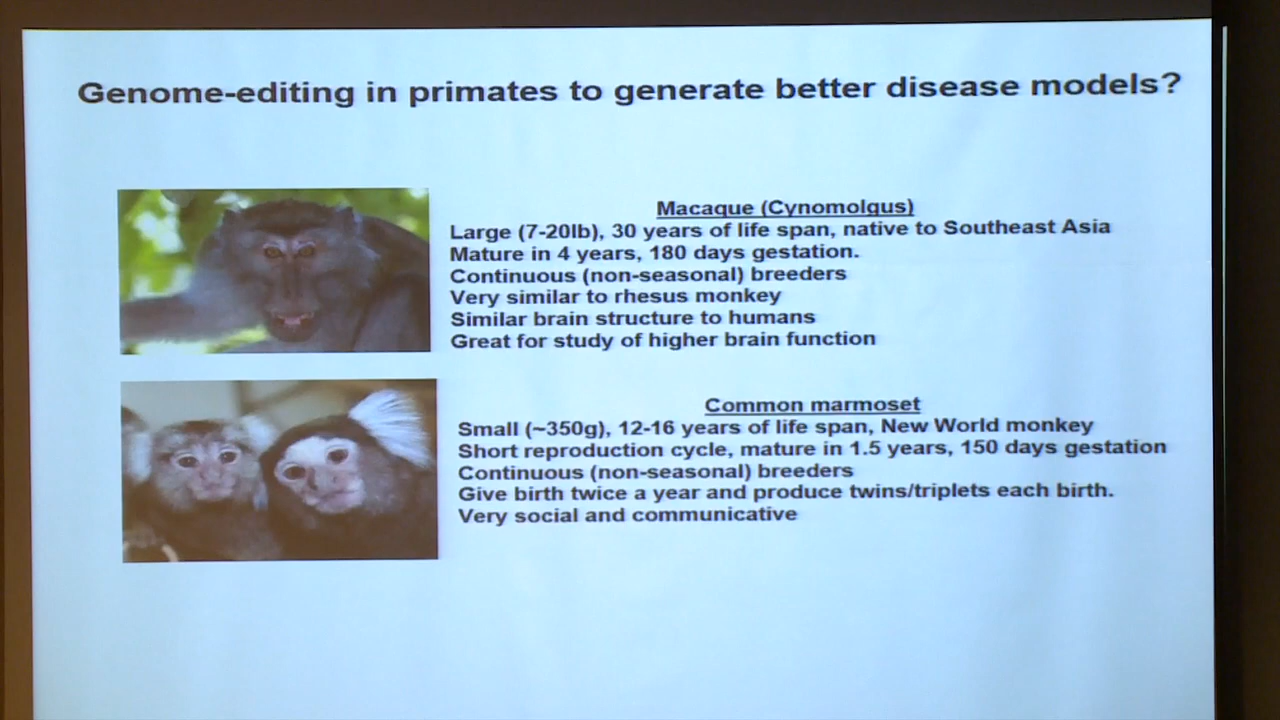 Genome-editing in primates to generate better disease models?
Macaque (Cynomolgus)
Large (7-20lb), 30 years of life span, native to Southeast Asia
Mature in 4 years, 180 days gestation.
Continuous (non-seasonal) breeders
Very similar to rhesus monkey
Similar brain structure to humans
Great for study of higher brain function
Common marmoset
Small (~350g), 12-16 years of life span, New World monkey
Short reproduction cycle, mature in 1.5 years, 150 days gestation
Continuous (non-seasonal) breeders
Give birth twice a year and produce twins/triplets each birth.
Very social and communicative